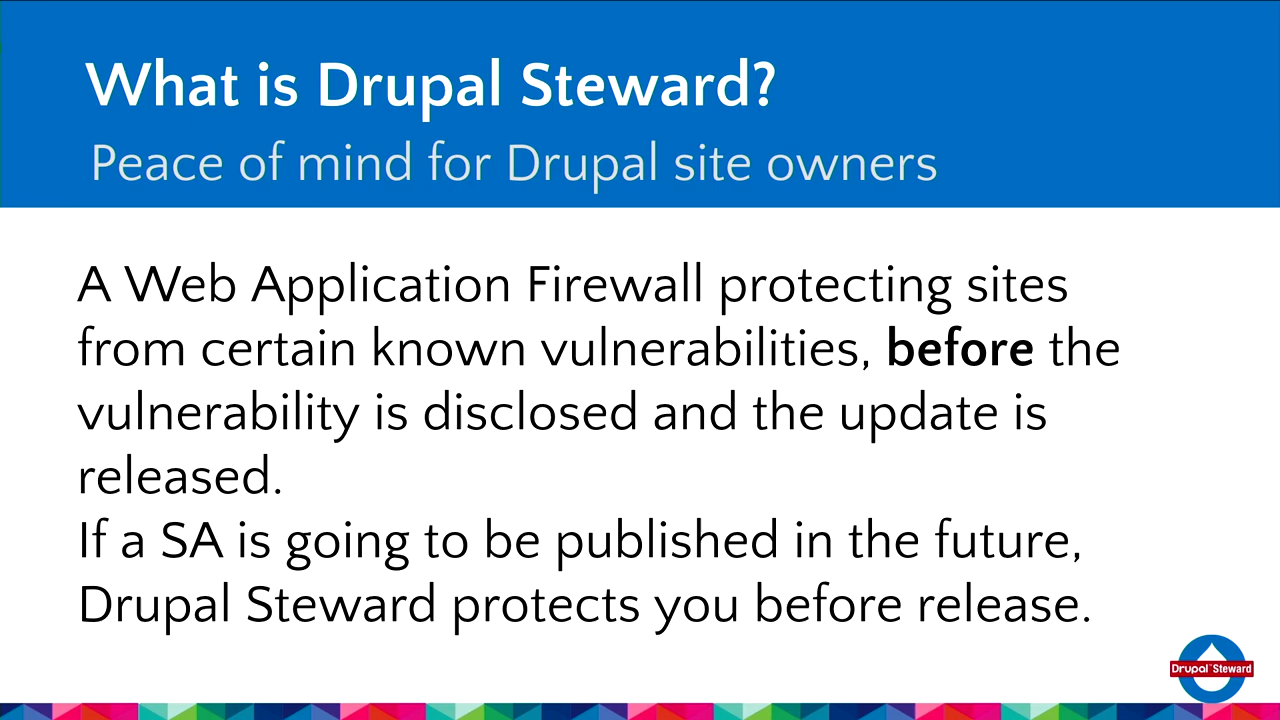 What is Drupal Steward?
Peace of mind for Drupal site owners
A Web Application Firewall protecting sites
from certain known vulnerabilities, before the
vulnerability is disclosed and the update is
released.
If a SA is going to be published in the future,
Drupal Steward protects you before release.
Drupal™Steward